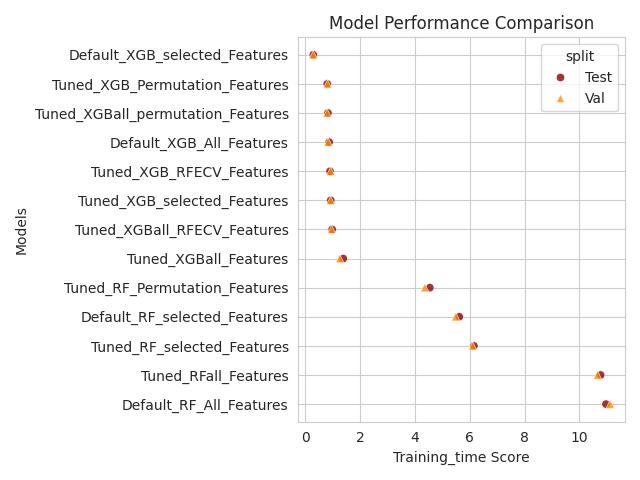 Model Performance Comparison
Default_XGB_selected_Features
Tuned_XGB_Permutation_Features
Tuned_XGBall_permutation_Features
Default_XGB_All_Features
Tuned_XGB_RFECV_Features
Tuned_XGB_selected_Features
Tuned_XGBall_RFECV_Features
Tuned_XGBall_Features
Tuned_RF_Permutation_Features
Default_RF_selected_Features
Tuned_RF_selected_Features
Tuned_RFall_Features
Default_RF_All_Features
Models
split
Test
Val
0 2 4 6 8 10
Training_time Score